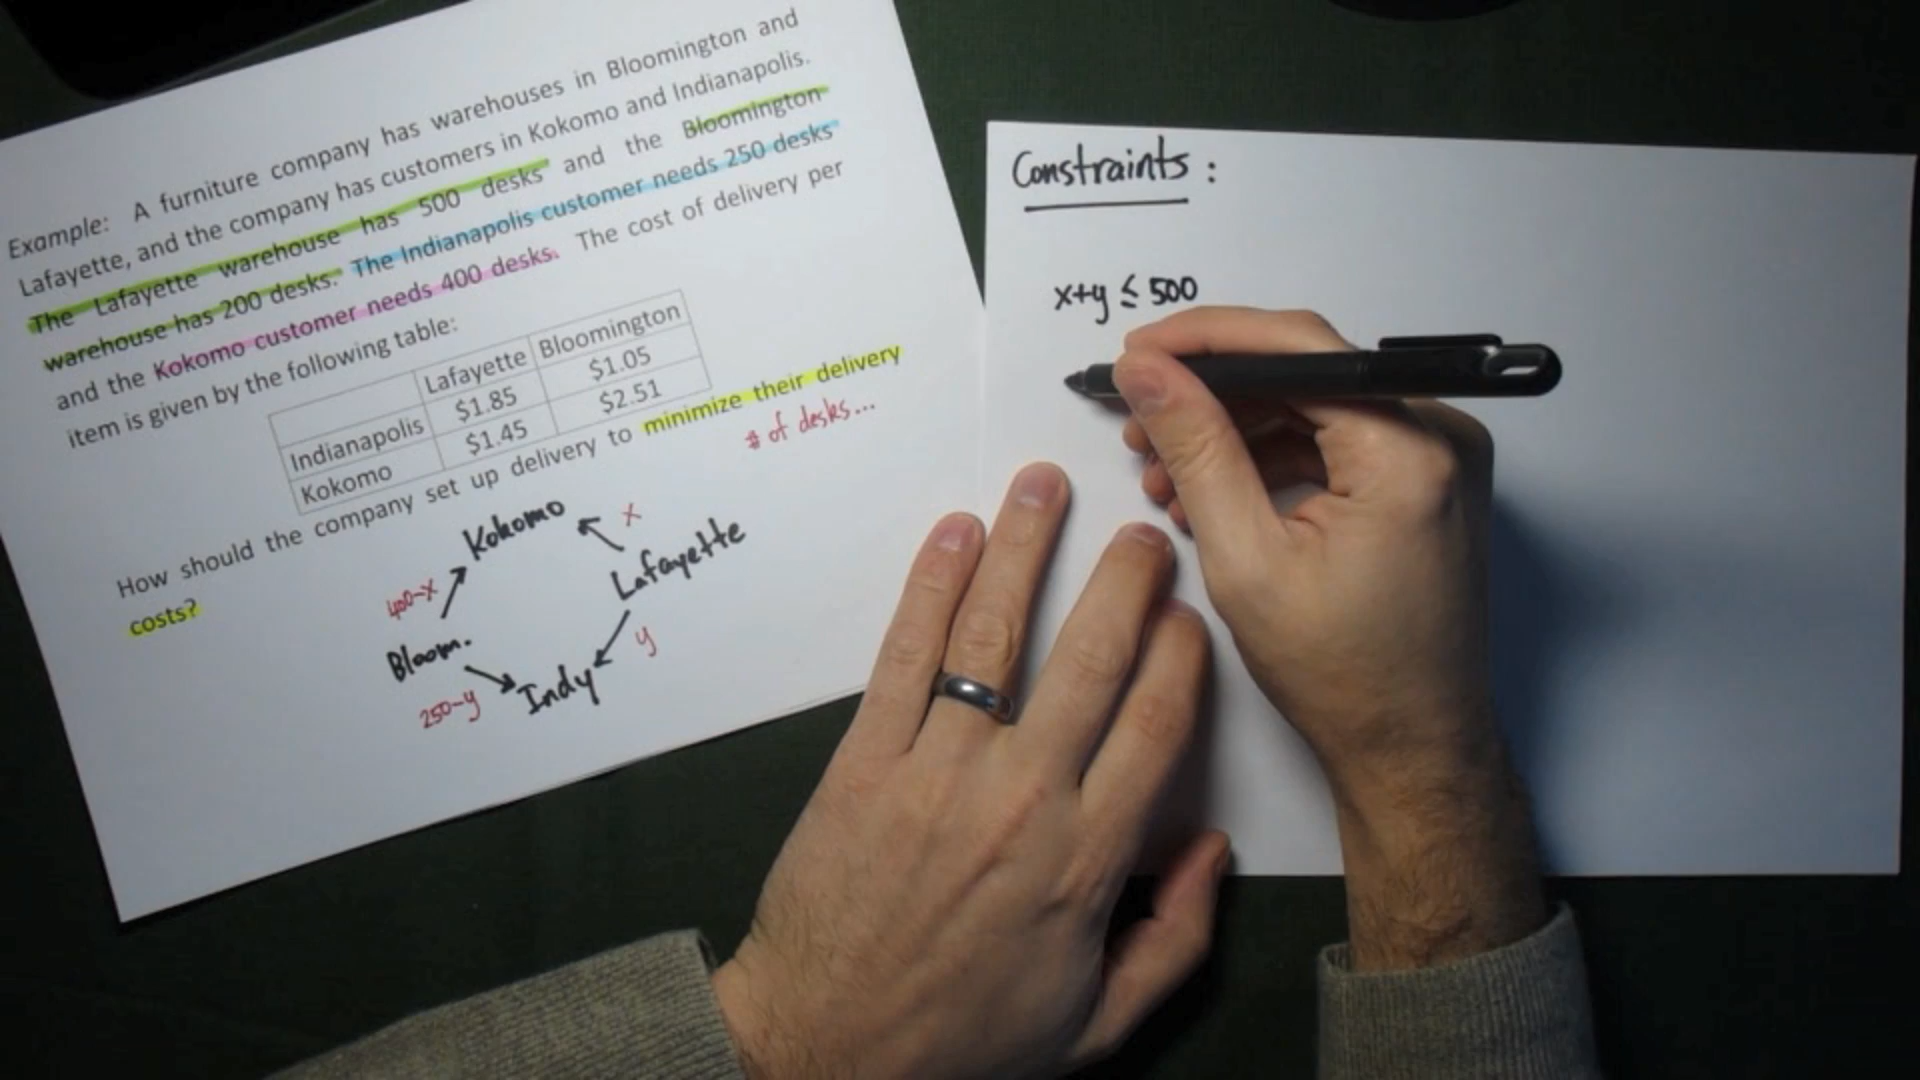 Example: A furniture company has warehouses in Bloomington and
Lafayette, and the company has customers in Kokomo and Indianapolis.
The Lafayette warehouse has 500 desks and the Bloomington
warehouse has 200 desks. The Indianapolis customer needs 250 desks
and the Kokomo customer needs 400 desks. The cost of delivery per
item is given by the following table:
Lafayette Bloomington
Indianapolis $1.85 $1.05
Kokomo $1.45 $2.51
How should the company set up delivery to minimize their delivery
costs?
# of desks...
Kokomo
x
Lafayette
400-x
Bloom.
y
250-y
Indy
Constraints:
x+y ≤ 500